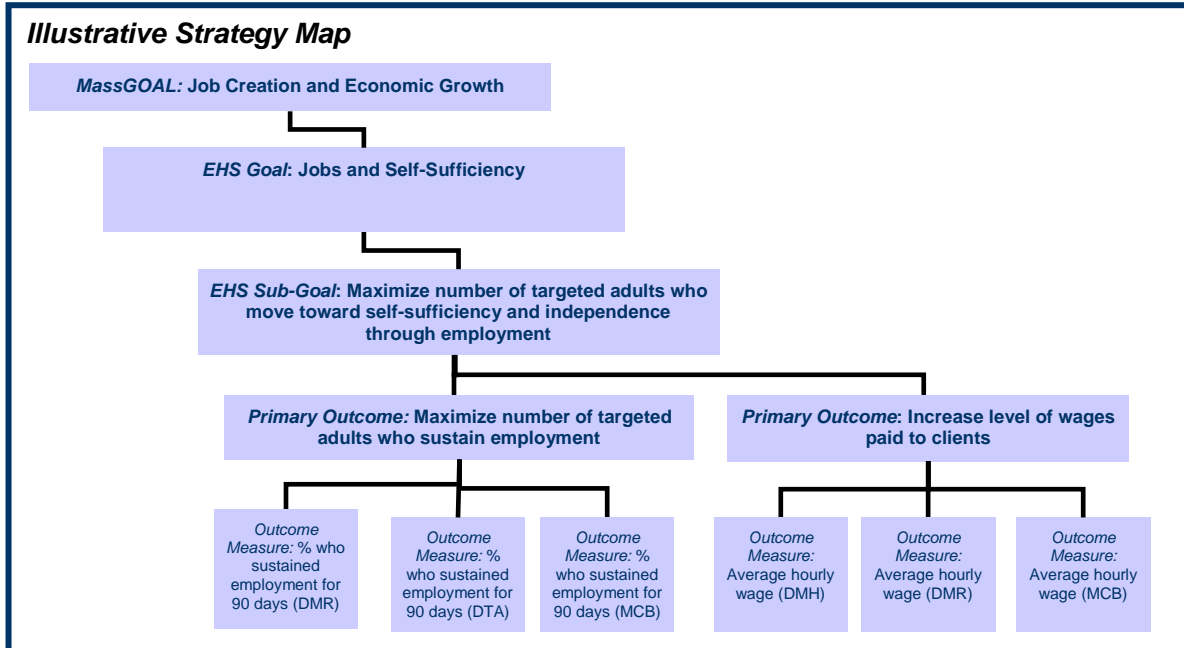 Illustrative Strategy Map
MassGOAL: Job Creation and Economic Growth
EHS Goal: Jobs and Self-Sufficiency
EHS Sub-Goal: Maximize number of targeted adults who
move toward self-sufficiency and independence
through employment
Primary Outcome: Maximize number of targeted
adults who sustain employment
Primary Outcome: Increase level of wages
paid to clients
Outcome
Measure: % who
sustained
employment for
90 days (DMR)
Outcome
Measure: %
who sustained
employment for
90 days (DTA)
Outcome
Measure: %
who sustained
employment for
90 days (MCB)
Outcome
Measure:
Average hourly
wage (DMH)
Outcome
Measure:
Average hourly
wage (DMR)
Outcome
Measure:
Average hourly
wage (MCB)